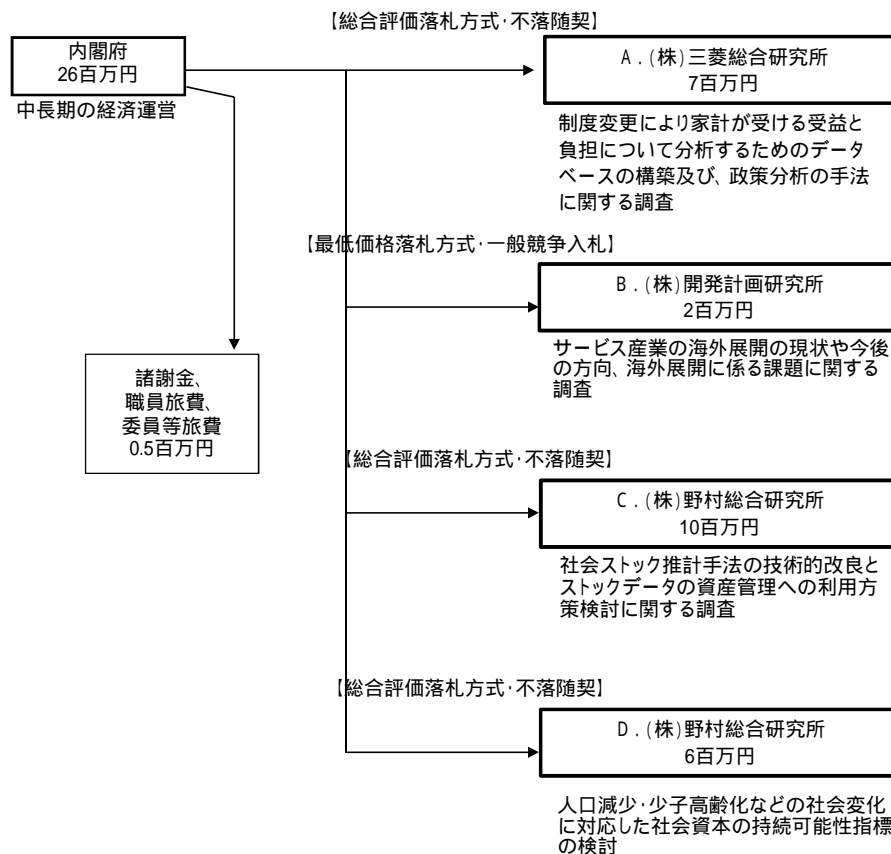 【総合評価落札方式・不落随契】
内閣府
26百万円
中長期の経済運営
A．(株)三菱総合研究所
7百万円
制度変更により家計が受ける受益と
負担について分析するためのデータ
ベースの構築及び、政策分析の手法
に関する調査
【最低価格落札方式・一般競争入札】
B．(株)開発計画研究所
2百万円
サービス産業の海外展開の現状や今後
の方向、海外展開に係る課題に関する
調査
諸謝金、
職員旅費、
委員等旅費
0.5百万円
【総合評価落札方式・不落随契】
C．(株)野村総合研究所
10百万円
社会ストック推計手法の技術的改良と
ストックデータの資産管理への利用方
策検討に関する調査
【総合評価落札方式・不落随契】
D．(株)野村総合研究所
6百万円
人口減少・少子高齢化などの社会変化
に対応した社会資本の持続可能性指標
の検討